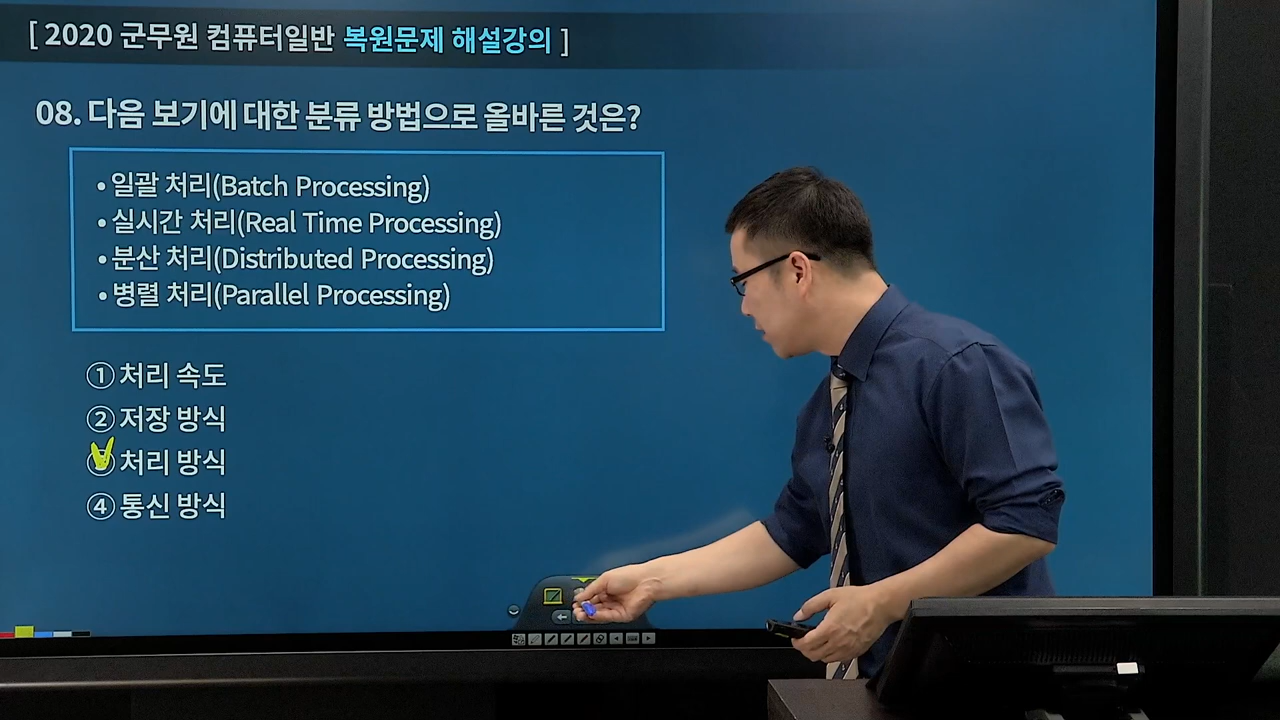 [ 2020 군무원 컴퓨터일반 복원문제 해설강의 ]
08. 다음 보기에 대한 분류 방법으로 올바른 것은?
• 일괄 처리(Batch Processing)
• 실시간 처리(Real Time Processing)
• 분산 처리(Distributed Processing)
• 병렬 처리(Parallel Processing)
① 처리 속도
② 저장 방식
③ 처리 방식
④ 통신 방식